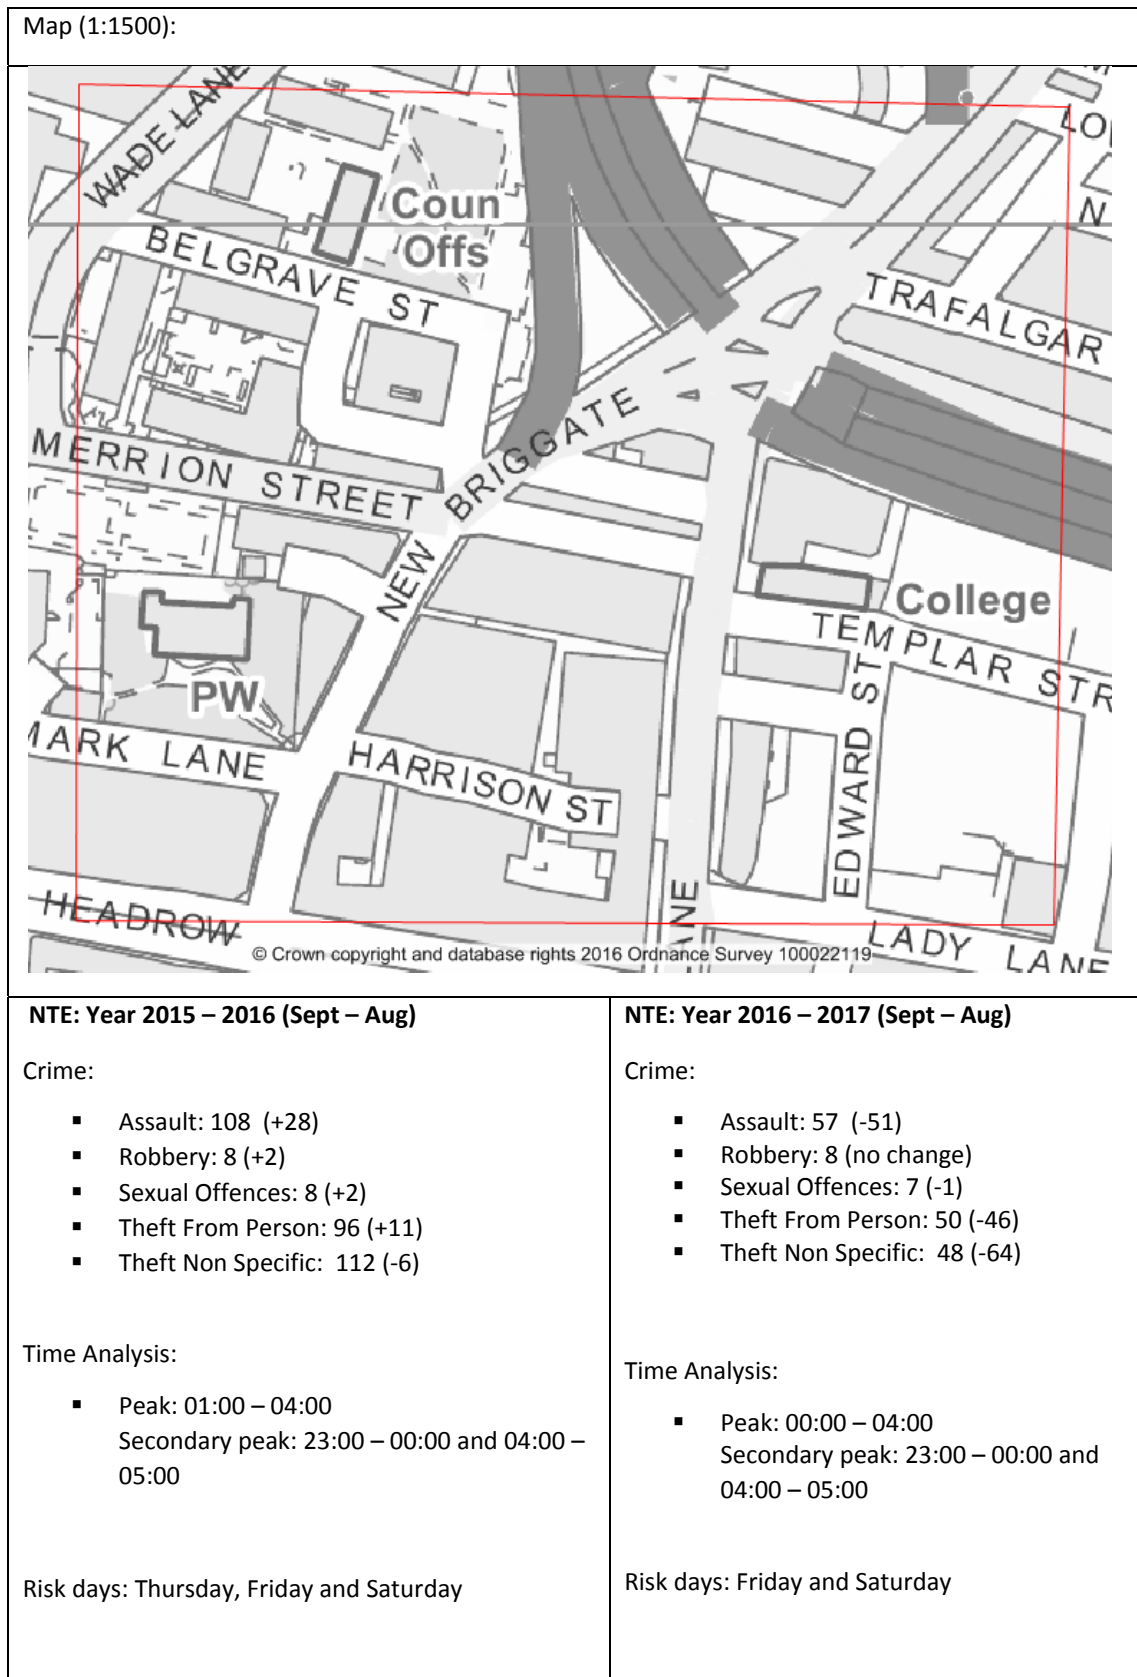 Map (1:1500):
WADE LANE
Coun
Offs
BELGRAVE ST
LO
N
TRAFALGAR
MERRION STREET
NEW BRIGGATE
College
TEMPLAR STR
PW
MARK LANE
HARRISON ST
EDWARD ST
HEADROW
ANE
LADY LANE
© Crown copyright and database rights 2016 Ordnance Survey 100022119
NTE: Year 2015 – 2016 (Sept – Aug)
Crime:
▪ Assault: 108 (+28)
▪ Robbery: 8 (+2)
▪ Sexual Offences: 8 (+2)
▪ Theft From Person: 96 (+11)
▪ Theft Non Specific: 112 (-6)
Time Analysis:
▪ Peak: 01:00 – 04:00
Secondary peak: 23:00 – 00:00 and 04:00 –
05:00
Risk days: Thursday, Friday and Saturday
NTE: Year 2016 – 2017 (Sept – Aug)
Crime:
▪ Assault: 57 (-51)
▪ Robbery: 8 (no change)
▪ Sexual Offences: 7 (-1)
▪ Theft From Person: 50 (-46)
▪ Theft Non Specific: 48 (-64)
Time Analysis:
▪ Peak: 00:00 – 04:00
Secondary peak: 23:00 – 00:00 and
04:00 – 05:00
Risk days: Friday and Saturday